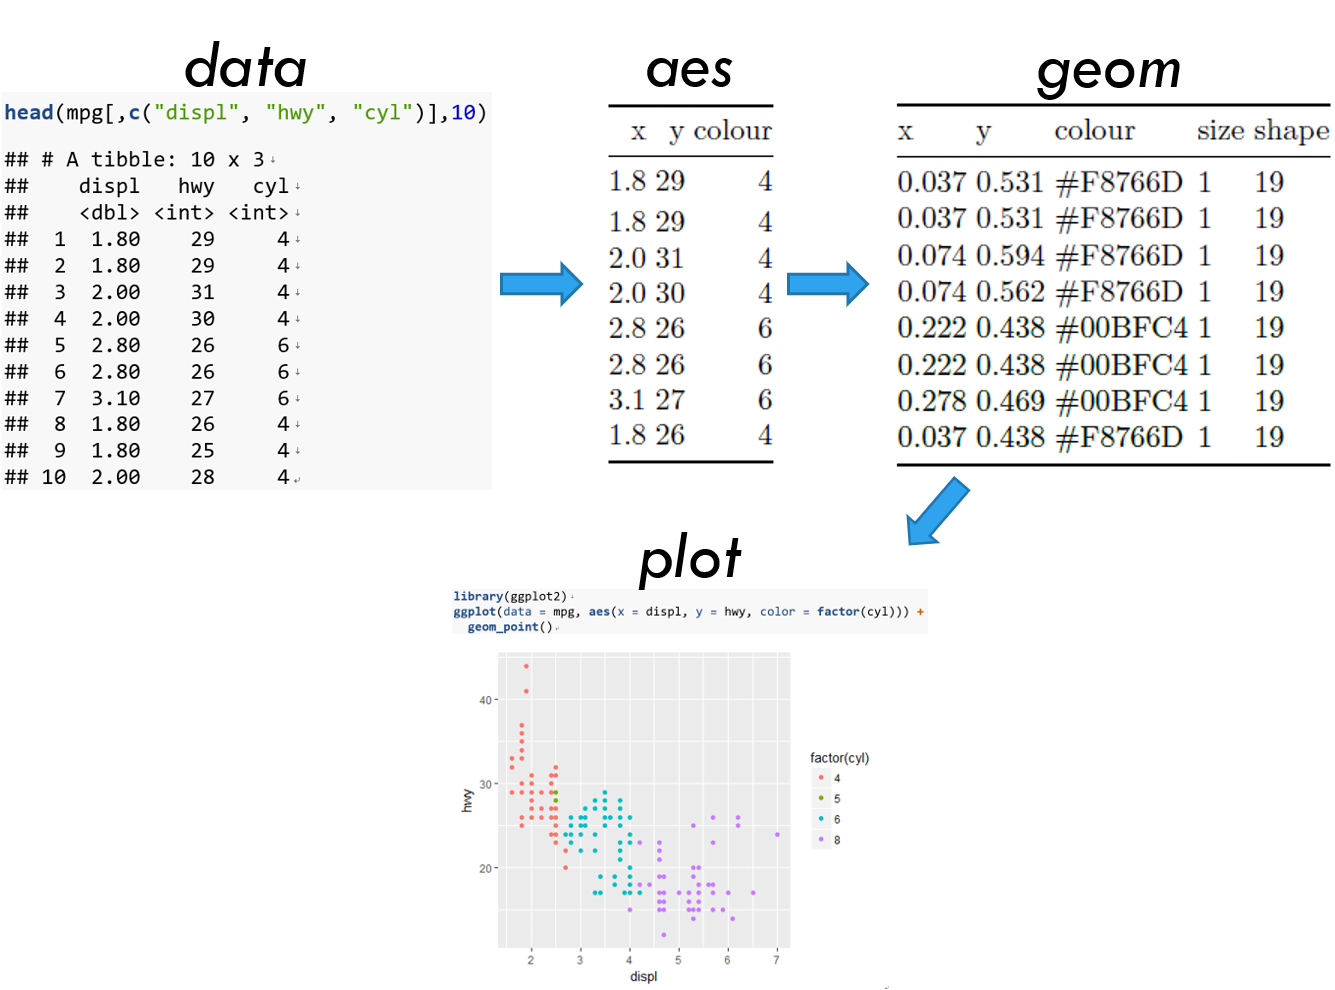 data
head(mpg[,c("displ", "hwy", "cyl")],10)
## # A tibble: 10 x 3
## displ hwy cyl
## <dbl> <int> <int>
## 1 1.80 29 4
## 2 1.80 29 4
## 3 2.00 31 4
## 4 2.00 30 4
## 5 2.80 26 6
## 6 2.80 26 6
## 7 3.10 27 6
## 8 1.80 26 4
## 9 1.80 25 4
## 10 2.00 28 4
aes
x y colour
1.8 29 4
1.8 29 4
2.0 31 4
2.0 30 4
2.8 26 6
2.8 26 6
3.1 27 6
1.8 26 4
geom
x y colour size shape
0.037 0.531 #F8766D 1 19
0.037 0.531 #F8766D 1 19
0.074 0.594 #F8766D 1 19
0.074 0.562 #F8766D 1 19
0.222 0.438 #00BFC4 1 19
0.222 0.438 #00BFC4 1 19
0.278 0.469 #00BFC4 1 19
0.037 0.438 #F8766D 1 19
plot
library(ggplot2)
ggplot(data = mpg, aes(x = displ, y = hwy, color = factor(cyl))) +
geom_point()
40
30
20
hwy
2 3 4 5 6 7
displ
factor(cyl)
4
5
6
8